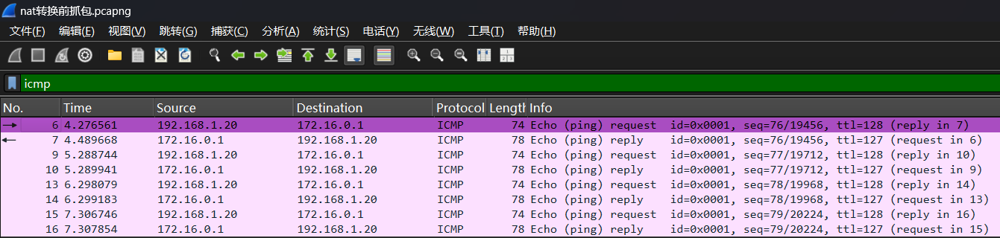 nat转换前抓包.pcapng
文件(F) 编辑(E) 视图(V) 跳转(G) 捕获(C) 分析(A) 统计(S) 电话(Y) 无线(W) 工具(T) 帮助(H)
icmp
No. Time Source Destination Protocol Length Info
6 4.276561 192.168.1.20 172.16.0.1 ICMP 74 Echo (ping) request id=0x0001, seq=76/19456, ttl=128 (reply in 7)
7 4.489668 172.16.0.1 192.168.1.20 ICMP 78 Echo (ping) reply id=0x0001, seq=76/19456, ttl=127 (request in 6)
9 5.288744 192.168.1.20 172.16.0.1 ICMP 74 Echo (ping) request id=0x0001, seq=77/19712, ttl=128 (reply in 10)
10 5.289941 172.16.0.1 192.168.1.20 ICMP 78 Echo (ping) reply id=0x0001, seq=77/19712, ttl=127 (request in 9)
13 6.298079 192.168.1.20 172.16.0.1 ICMP 74 Echo (ping) request id=0x0001, seq=78/19968, ttl=128 (reply in 14)
14 6.299183 172.16.0.1 192.168.1.20 ICMP 78 Echo (ping) reply id=0x0001, seq=78/19968, ttl=127 (request in 13)
15 7.306746 192.168.1.20 172.16.0.1 ICMP 74 Echo (ping) request id=0x0001, seq=79/20224, ttl=128 (reply in 16)
16 7.307854 172.16.0.1 192.168.1.20 ICMP 78 Echo (ping) reply id=0x0001, seq=79/20224, ttl=127 (request in 15)